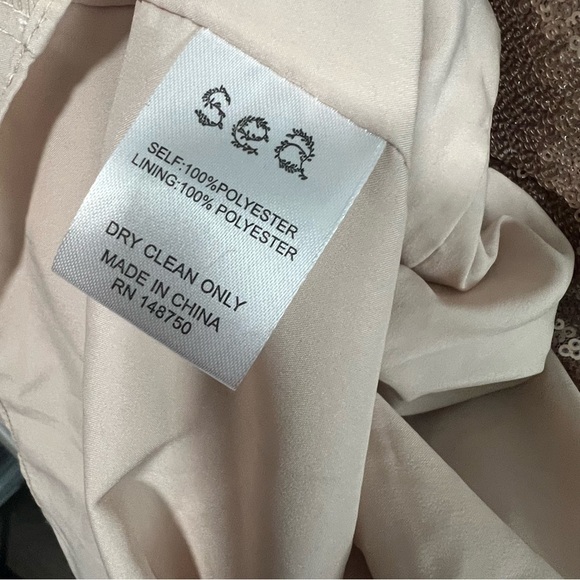 Sea
SELF:100%POLYESTER
LINING:100% POLYESTER
DRY CLEAN ONLY
MADE IN CHINA
RN 148750